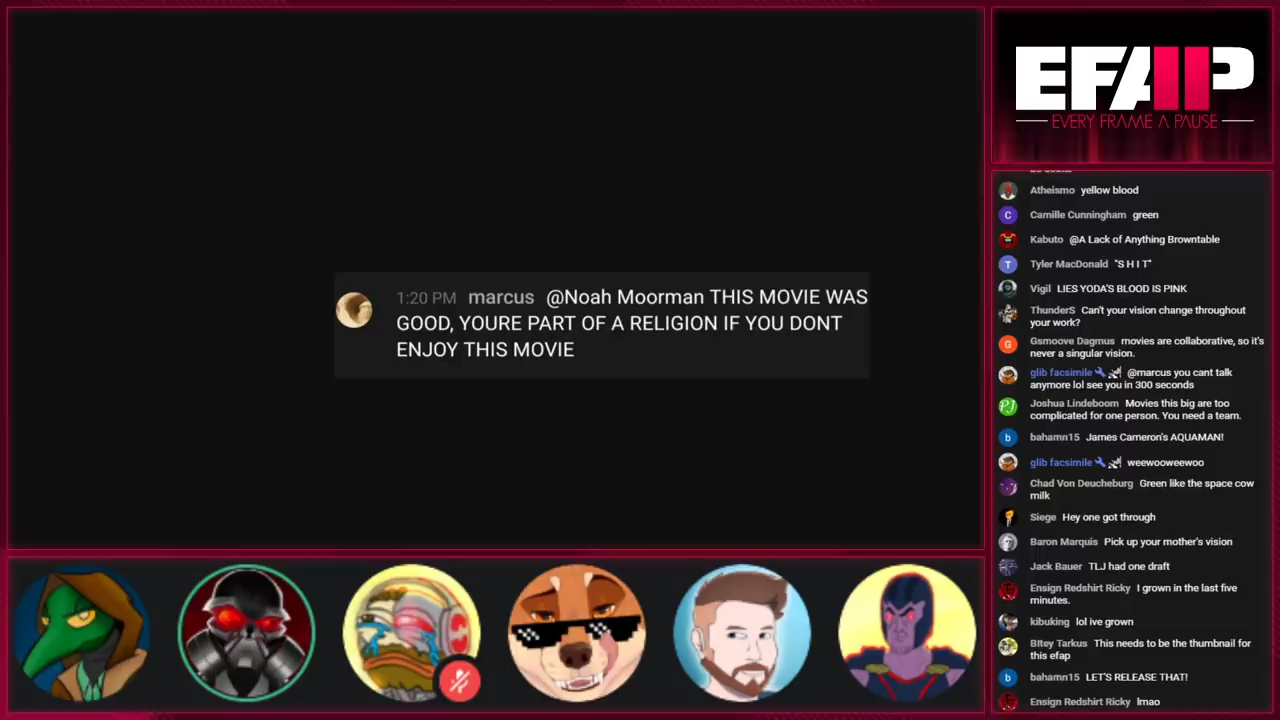 1:20 PM marcus @Noah Moorman THIS MOVIE WAS
GOOD, YOURE PART OF A RELIGION IF YOU DONT
ENJOY THIS MOVIE
EFAP
EVERY FRAME A PAUSE
Atheismo yellow blood
C
Camille Cunningham green
Kabuto @A Lack of Anything Browntable
T
Tyler MacDonald "S H I T"
Vigil LIES YODA'S BLOOD IS PINK
ThunderS Can't your vision change throughout
your work?
G
Gsmoove Dagmus movies are collaborative, so it's
never a singular vision.
glib facsimile @marcus you cant talk
anymore lol see you in 300 seconds
Joshua Lindeboom Movies this big are too
complicated for one person. You need a team.
b
bahamn15 James Cameron's AQUAMAN!
glib facsimile weewooweewoo
Chad Von Deucheburg Green like the space cow
milk
Siege Hey one got through
Baron Marquis Pick up your mother's vision
Jack Bauer TLJ had one draft
Ensign Redshirt Ricky I grown in the last five
minutes.
kibuking lol ive grown
B!tey Tarkus This needs to be the thumbnail for
this efap
b
bahamn15 LET'S RELEASE THAT!
Ensign Redshirt Ricky lmao